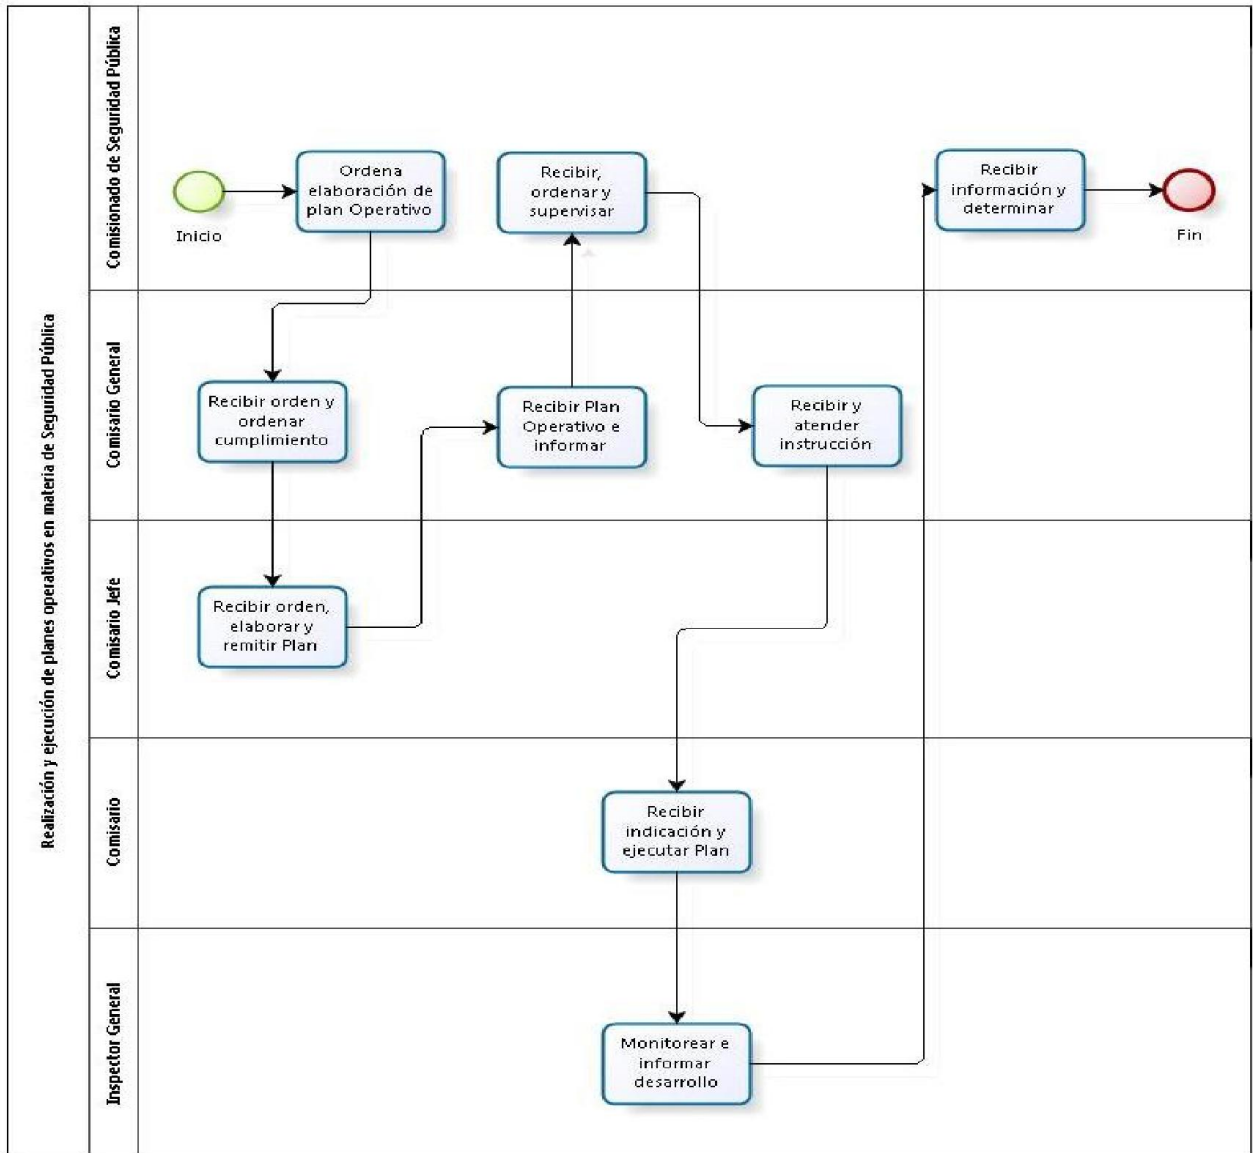 Realización y ejecución de planes operativos en materia de Seguridad Pública
Comisionado de Seguridad Pública
Inicio
Ordena
elaboración de
plan Operativo
Recibir,
ordenar y
supervisar
Recibir
información y
determinar
Fin
Comisario General
Recibir orden y
ordenar
cumplimiento
Recibir Plan
Operativo e
informar
Recibir y
atender
instrucción
Comisario Jefe
Recibir orden,
elaborar y
remitir Plan
Comisario
Recibir
indicación y
ejecutar Plan
Inspector General
Monitorear e
informar
desarrollo